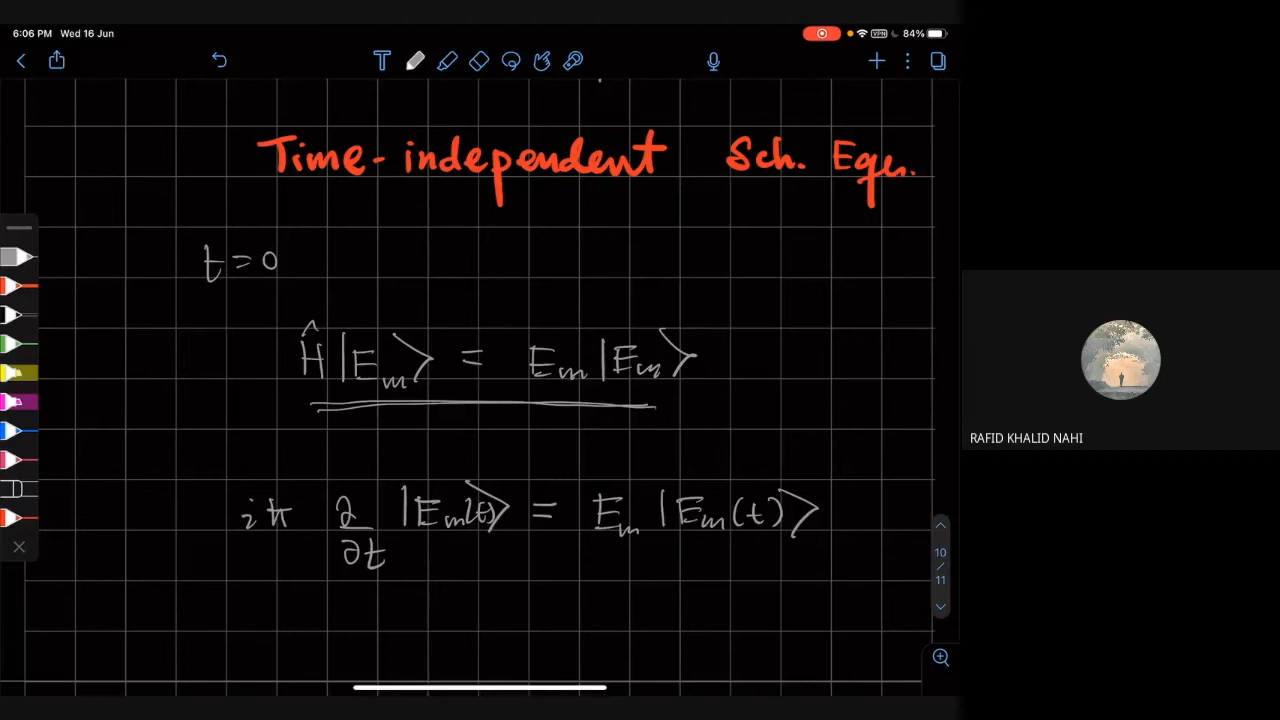 6:06 PM Wed 16 Jun
VPN 84%
T
Time-independent Sch. Eqn.
t = 0
Ĥ |E_m⟩ = E_m |E_m⟩
iħ ∂/∂t |E_m(t)⟩ = E_m |E_m(t)⟩
10
/
11
RAFID KHALID NAHI